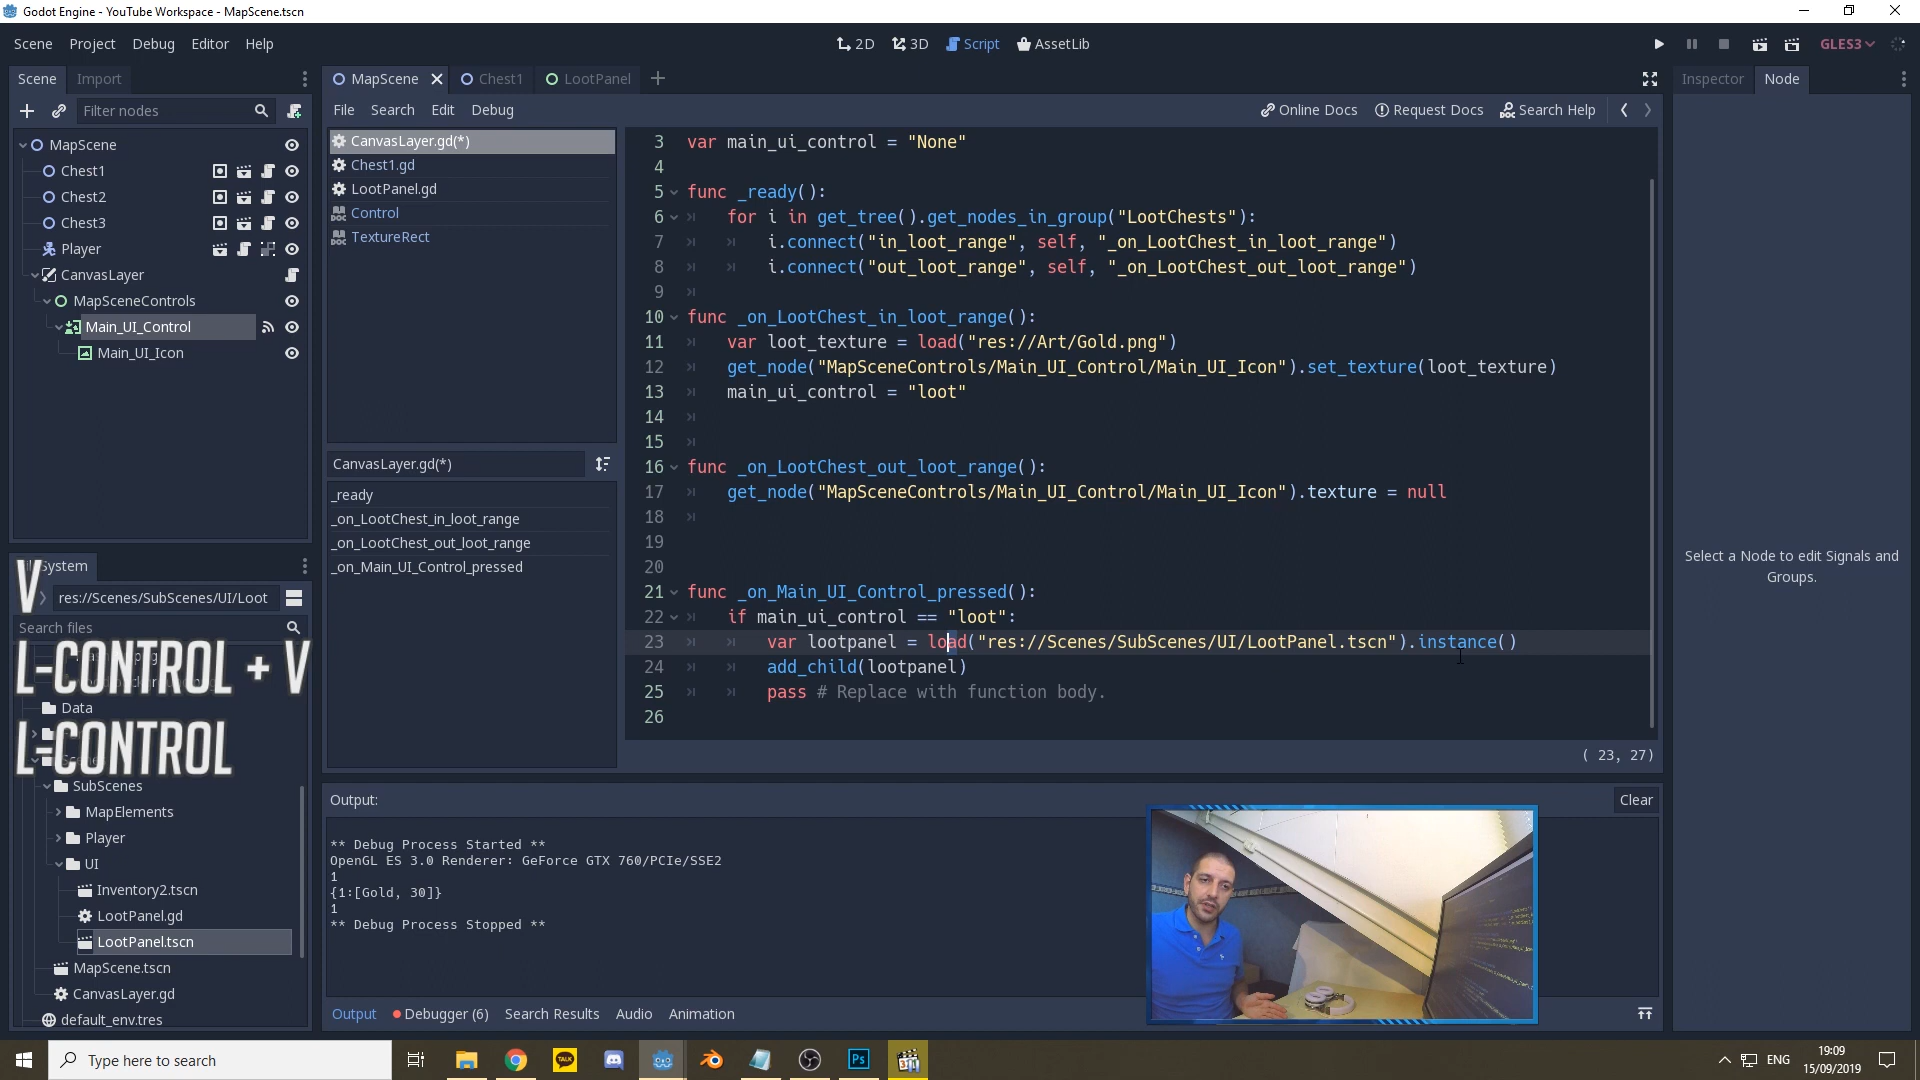 Godot Engine - YouTube Workspace - MapScene.tscn
Scene Project Debug Editor Help
2D 3D Script AssetLib
GLES3
Scene Import
Filter nodes
MapScene
Chest1
Chest2
Chest3
Player
CanvasLayer
MapSceneControls
Main_UI_Control
Main_UI_Icon
System
res://Scenes/SubScenes/UI/Loot
Search files
V
L-CONTROL + V
L-CONTROL
Data
SubScenes
MapElements
Player
UI
Inventory2.tscn
LootPanel.gd
LootPanel.tscn
MapScene.tscn
CanvasLayer.gd
default_env.tres
MapScene Chest1 LootPanel
File Search Edit Debug
Online Docs Request Docs Search Help
CanvasLayer.gd(*)
Chest1.gd
LootPanel.gd
Control
TextureRect
CanvasLayer.gd(*)
_ready
_on_LootChest_in_loot_range
_on_LootChest_out_loot_range
_on_Main_UI_Control_pressed
3 var main_ui_control = "None"
4
5 func _ready():
6 for i in get_tree().get_nodes_in_group("LootChests"):
7 i.connect("in_loot_range", self, "_on_LootChest_in_loot_range")
8 i.connect("out_loot_range", self, "_on_LootChest_out_loot_range")
9
10 func _on_LootChest_in_loot_range():
11 var loot_texture = load("res://Art/Gold.png")
12 get_node("MapSceneControls/Main_UI_Control/Main_UI_Icon").set_texture(loot_texture)
13 main_ui_control = "loot"
14
15
16 func _on_LootChest_out_loot_range():
17 get_node("MapSceneControls/Main_UI_Control/Main_UI_Icon").texture = null
18
19
20
21 func _on_Main_UI_Control_pressed():
22 if main_ui_control == "loot":
23 var lootpanel = load("res://Scenes/SubScenes/UI/LootPanel.tscn").instance()
24 add_child(lootpanel)
25 pass # Replace with function body.
26
( 23, 27)
Output:
Clear
** Debug Process Started **
OpenGL ES 3.0 Renderer: GeForce GTX 760/PCIe/SSE2
1
{1:[Gold, 30]}
1
** Debug Process Stopped **
Output Debugger (6) Search Results Audio Animation
Inspector Node
Select a Node to edit Signals and
Groups.
Type here to search
TALK
Ps
ENG
19:09
15/09/2019